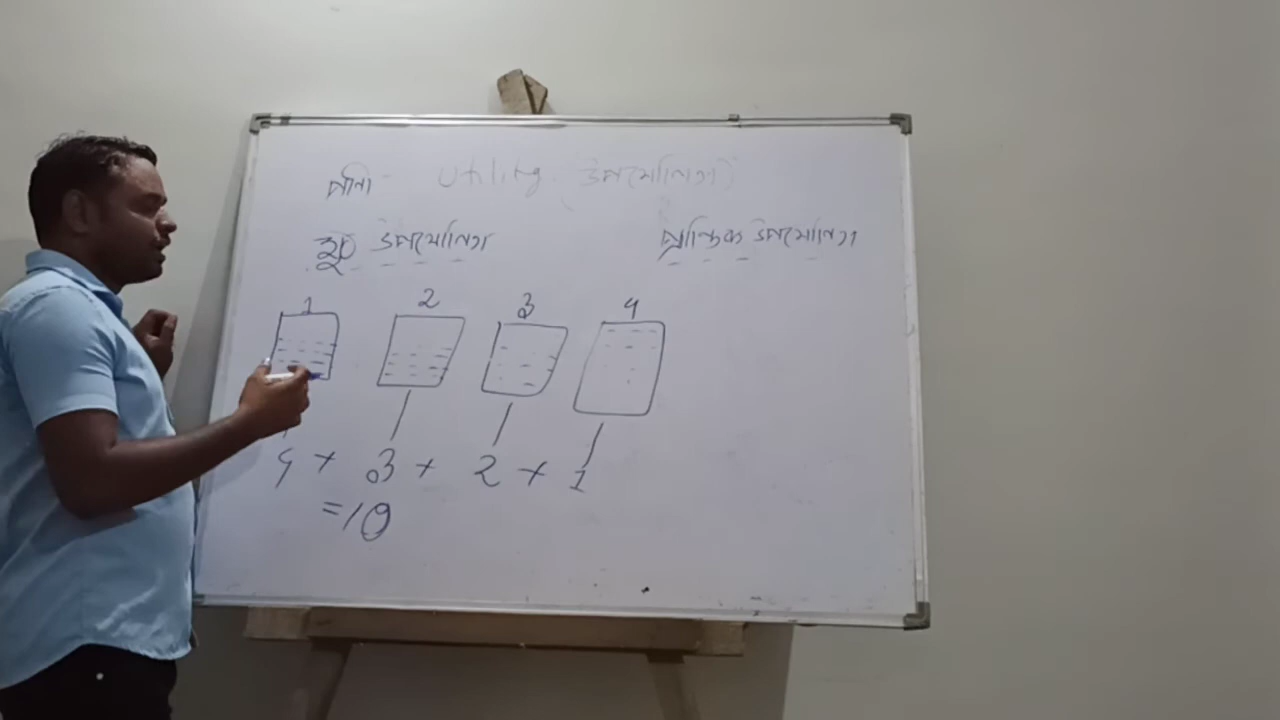 পানি Utility (উপযোগিতা)
উপযোগিতা প্রান্তিক উপযোগিতা
1 2 3 4
4 + 3 + 2 + 1
=10